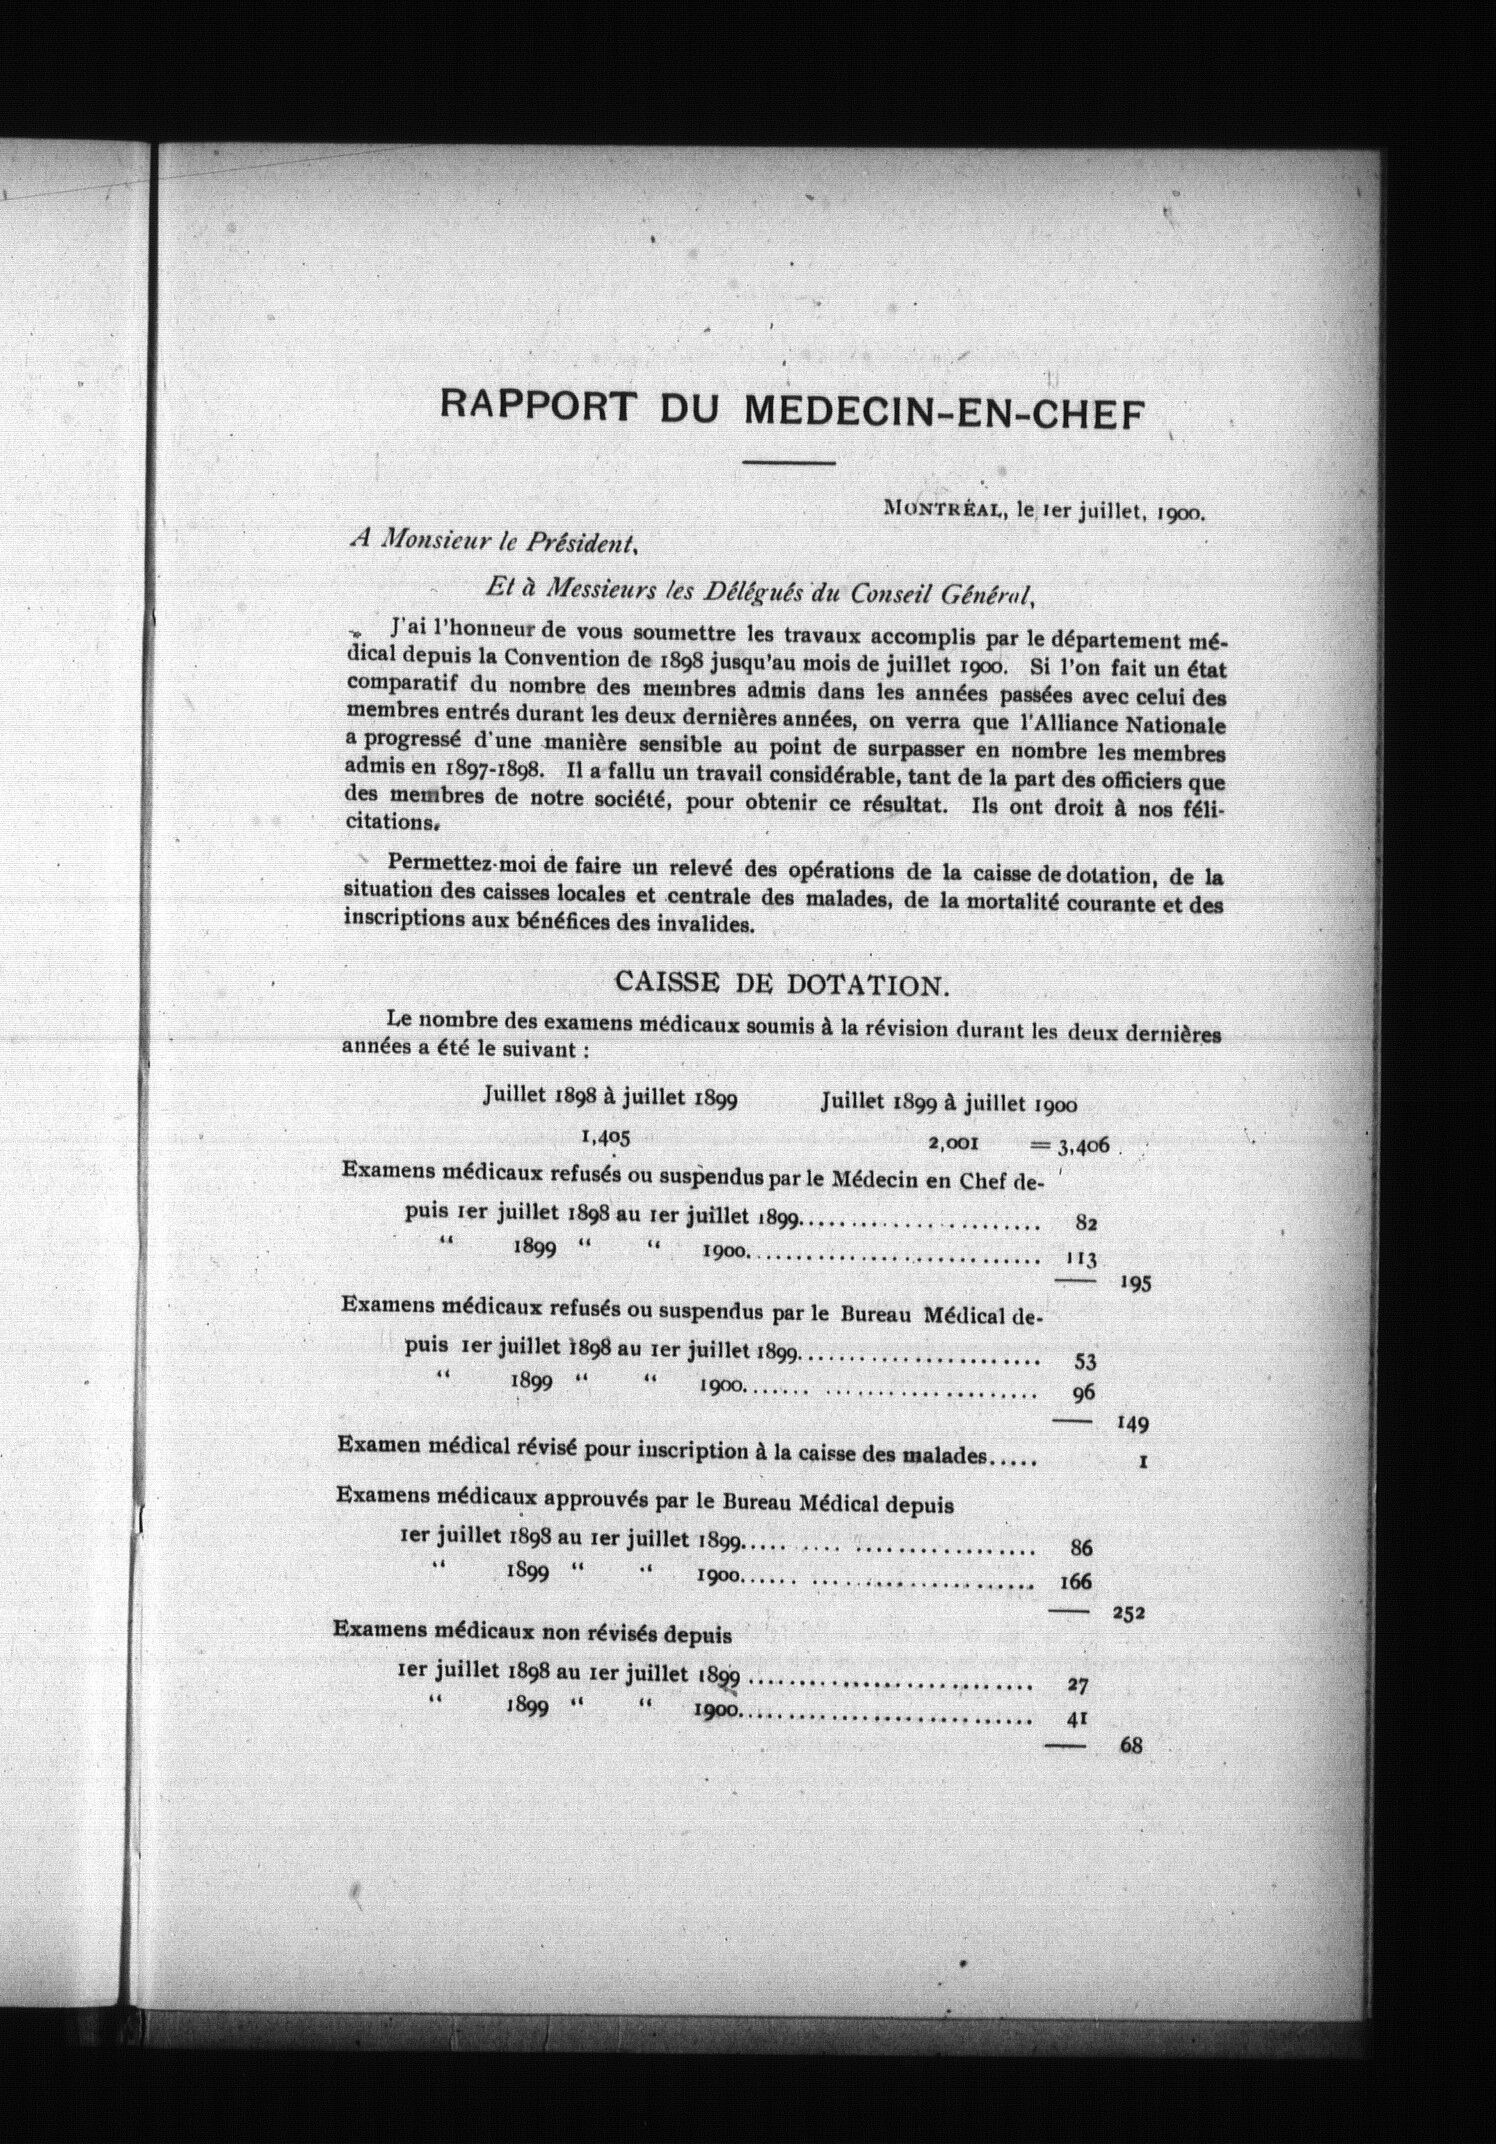 RAPPORT DU MEDECIN-EN-CHEF
MONTRÉAL, le 1er juillet, 1900.
A Monsieur le Président,
Et à Messieurs les Délégués du Conseil Général,
J'ai l'honneur de vous soumettre les travaux accomplis par le département mé-
dical depuis la Convention de 1898 jusqu'au mois de juillet 1900. Si l'on fait un état
comparatif du nombre des membres admis dans les années passées avec celui des
membres entrés durant les deux dernières années, on verra que l'Alliance Nationale
a progressé d'une manière sensible au point de surpasser en nombre les membres
admis en 1897-1898. Il a fallu un travail considérable, tant de la part des officiers que
des membres de notre société, pour obtenir ce résultat. Ils ont droit à nos féli-
citations.
Permettez-moi de faire un relevé des opérations de la caisse de dotation, de la
situation des caisses locales et centrale des malades, de la mortalité courante et des
inscriptions aux bénéfices des invalides.
CAISSE DE DOTATION.
Le nombre des examens médicaux soumis à la révision durant les deux dernières
années a été le suivant :
Juillet 1898 à juillet 1899 Juillet 1899 à juillet 1900
1,405 2,001 = 3,406
Examens médicaux refusés ou suspendus par le Médecin en Chef de-
puis 1er juillet 1898 au 1er juillet 1899........................ 82
" 1899 " " 1900............................. 113
195
Examens médicaux refusés ou suspendus par le Bureau Médical de-
puis 1er juillet 1898 au 1er juillet 1899........................ 53
" 1899 " " 1900....... .................... 96
149
Examen médical révisé pour inscription à la caisse des malades..... 1
Examens médicaux approuvés par le Bureau Médical depuis
1er juillet 1898 au 1er juillet 1899..... .... .................. 86
" 1899 " " 1900...... ...................... 166
252
Examens médicaux non révisés depuis
1er juillet 1898 au 1er juillet 1899 ............................ 27
" 1899 " " 1900............................. 41
68